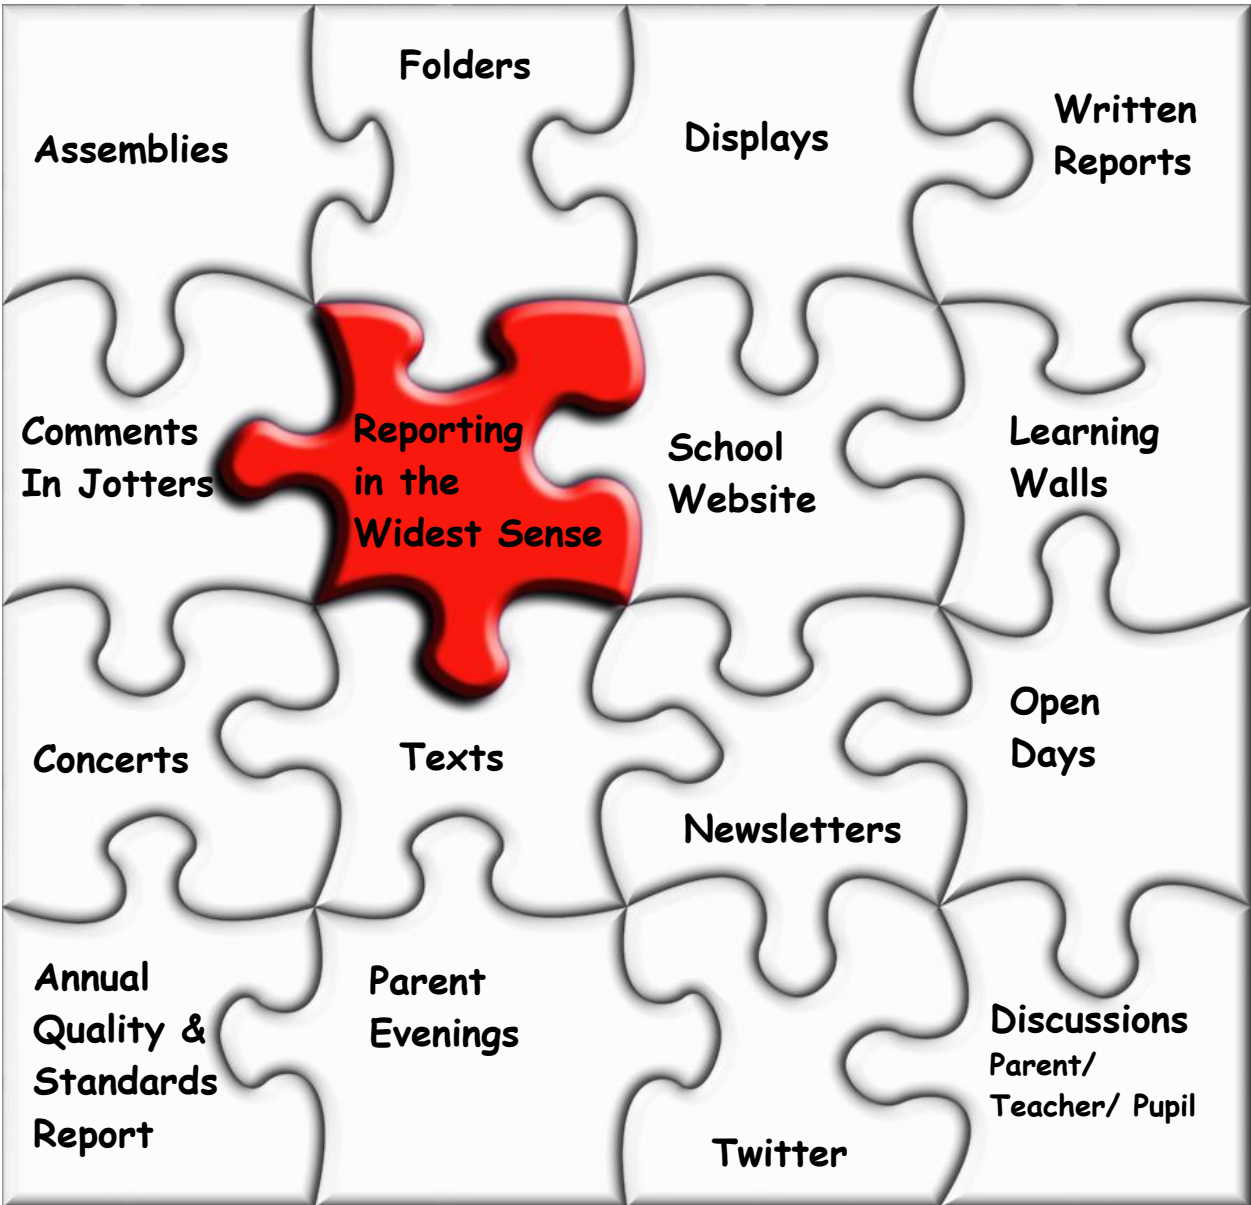 Assemblies
Folders
Displays
Written
Reports
Comments
In Jotters
Reporting
in the
Widest Sense
School
Website
Learning
Walls
Concerts
Texts
Newsletters
Open
Days
Annual
Quality &
Standards
Report
Parent
Evenings
Twitter
Discussions
Parent/
Teacher/ Pupil